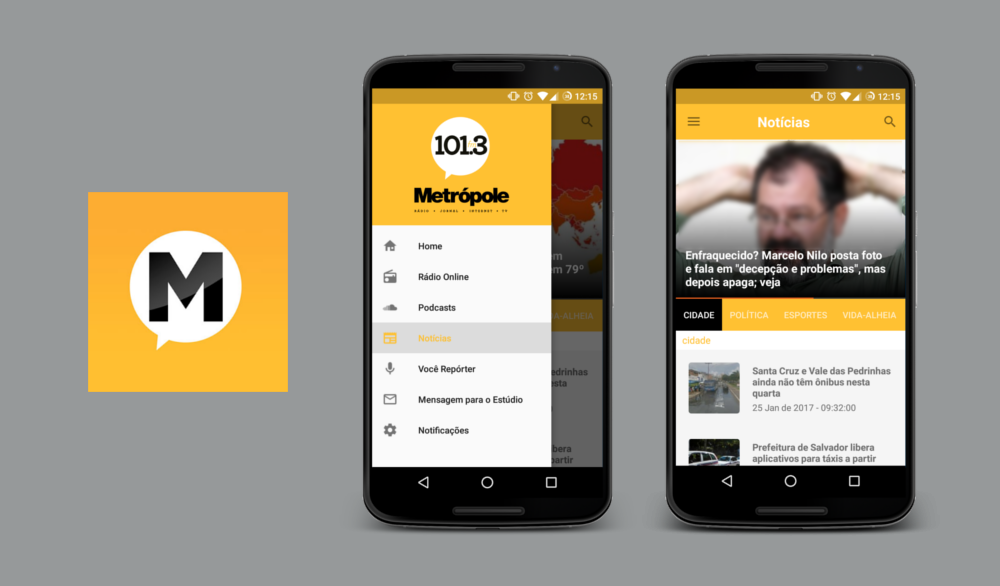 M
12:15
101.3
Metrópole
RÁDIO • JORNAL • INTERNET • TV
Home
Rádio Online
Podcasts
Notícias
Você Repórter
Mensagem para o Estúdio
Notificações
em 79º
A-ALHEIA
edrinhas
esta
bera
partir
12:15
Notícias
Enfraquecido? Marcelo Nilo posta foto
e fala em "decepção e problemas", mas
depois apaga; veja
CIDADE POLÍTICA ESPORTES VIDA-ALHEIA
cidade
Santa Cruz e Vale das Pedrinhas
ainda não têm ônibus nesta
quarta
25 Jan de 2017 - 09:32:00
Prefeitura de Salvador libera
aplicativos para táxis a partir